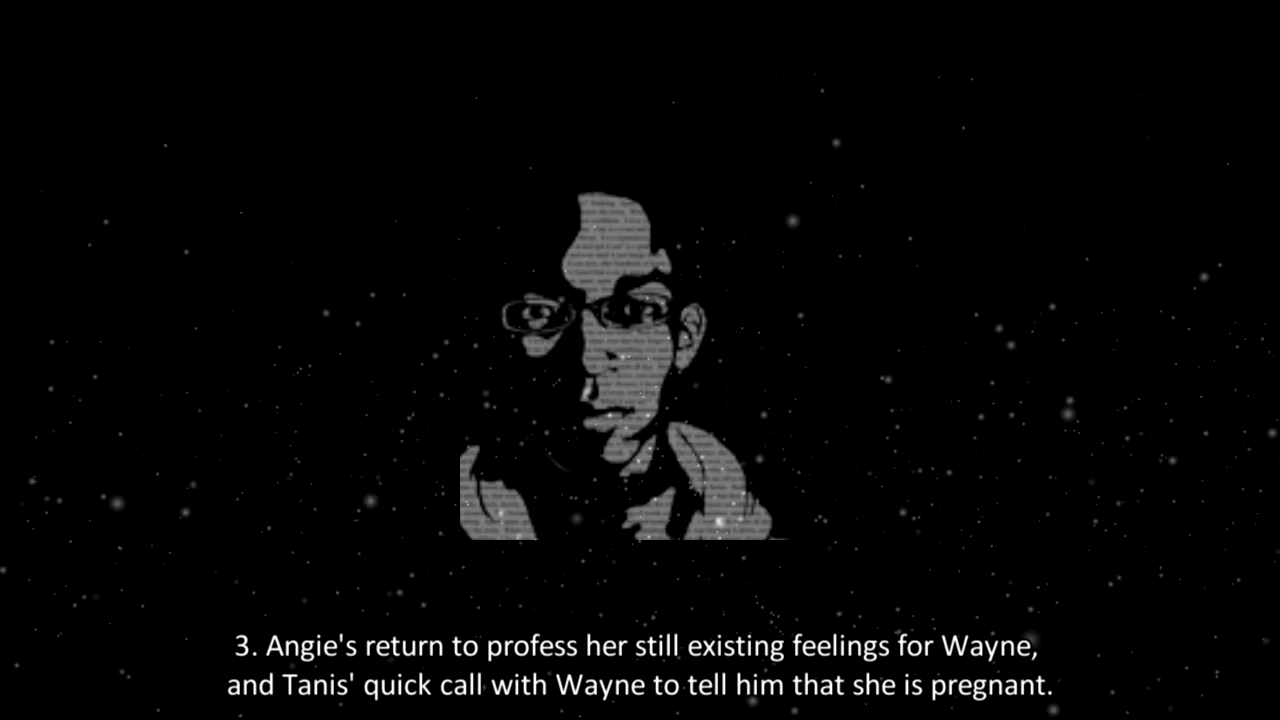 3. Angie's return to profess her still existing feelings for Wayne,
and Tanis' quick call with Wayne to tell him that she is pregnant.